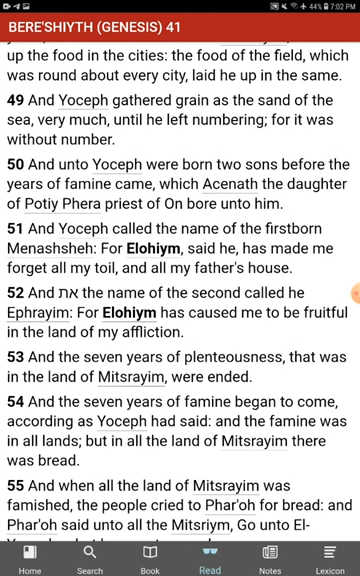 44% 7:02 PM
BERE'SHIYTH (GENESIS) 41
up the food in the cities: the food of the field, which
was round about every city, laid he up in the same.
49 And Yoceph gathered grain as the sand of the
sea, very much, until he left numbering; for it was
without number.
50 And unto Yoceph were born two sons before the
years of famine came, which Acenath the daughter
of Potiy Phera priest of On bore unto him.
51 And Yoceph called the name of the firstborn
Menashsheh: For Elohiym, said he, has made me
forget all my toil, and all my father's house.
52 And את the name of the second called he
Ephrayim: For Elohiym has caused me to be fruitful
in the land of my affliction.
53 And the seven years of plenteousness, that was
in the land of Mitsrayim, were ended.
54 And the seven years of famine began to come,
according as Yoceph had said: and the famine was
in all lands; but in all the land of Mitsrayim there
was bread.
55 And when all the land of Mitsrayim was
famished, the people cried to Phar'oh for bread: and
Phar'oh said unto all the Mitsriym, Go unto El-
Home Search Book Read Notes Lexicon